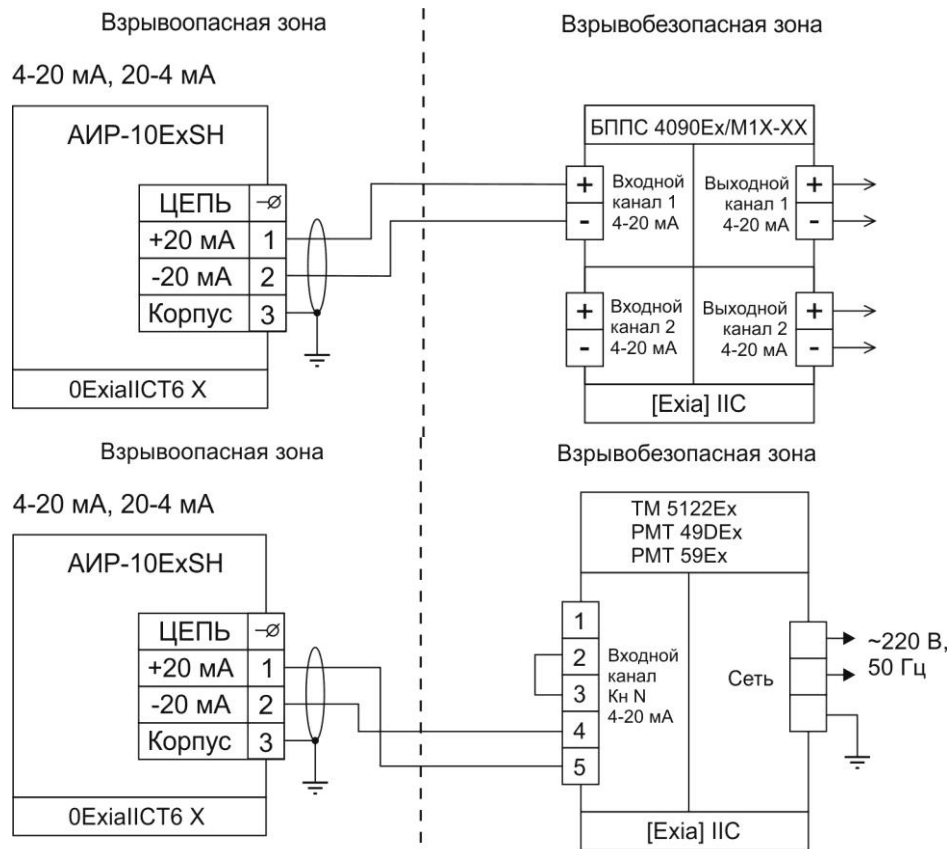 Взрывоопасная зона
Взрывобезопасная зона
4-20 мА, 20-4 мА
АИР-10ExSH
ЦЕПЬ
+20 мА 1
-20 мА 2
Корпус 3
0ExiaIICT6 X
БППС 4090Ex/М1Х-ХХ
+
-
Входной
канал 1
4-20 мА
Выходной
канал 1
4-20 мА
+
-
+
-
Входной
канал 2
4-20 мА
Выходной
канал 2
4-20 мА
+
-
[Exia] IIC
Взрывоопасная зона
Взрывобезопасная зона
4-20 мА, 20-4 мА
АИР-10ExSH
ЦЕПЬ
+20 мА 1
-20 мА 2
Корпус 3
0ExiaIICT6 X
ТМ 5122Ex
РМТ 49DEx
РМТ 59Ex
1
2
3
4
5
Входной
канал
Кн N
4-20 мА
Сеть
~220 В,
50 Гц
[Exia] IIC